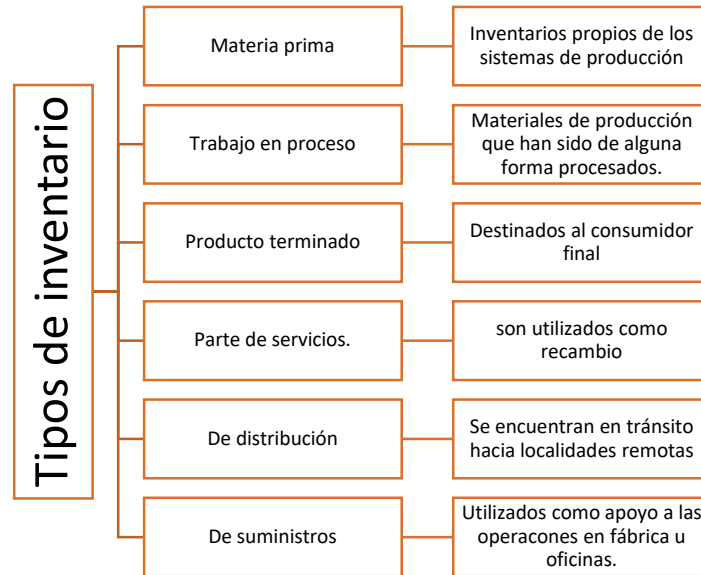 Tipos de inventario
Materia prima
Inventarios propios de los
sistemas de producción
Trabajo en proceso
Materiales de producción
que han sido de alguna
forma procesados.
Producto terminado
Destinados al consumidor
final
Parte de servicios.
son utilizados como
recambio
De distribución
Se encuentran en tránsito
hacia localidades remotas
De suministros
Utilizados como apoyo a las
operacones en fábrica u
oficinas.